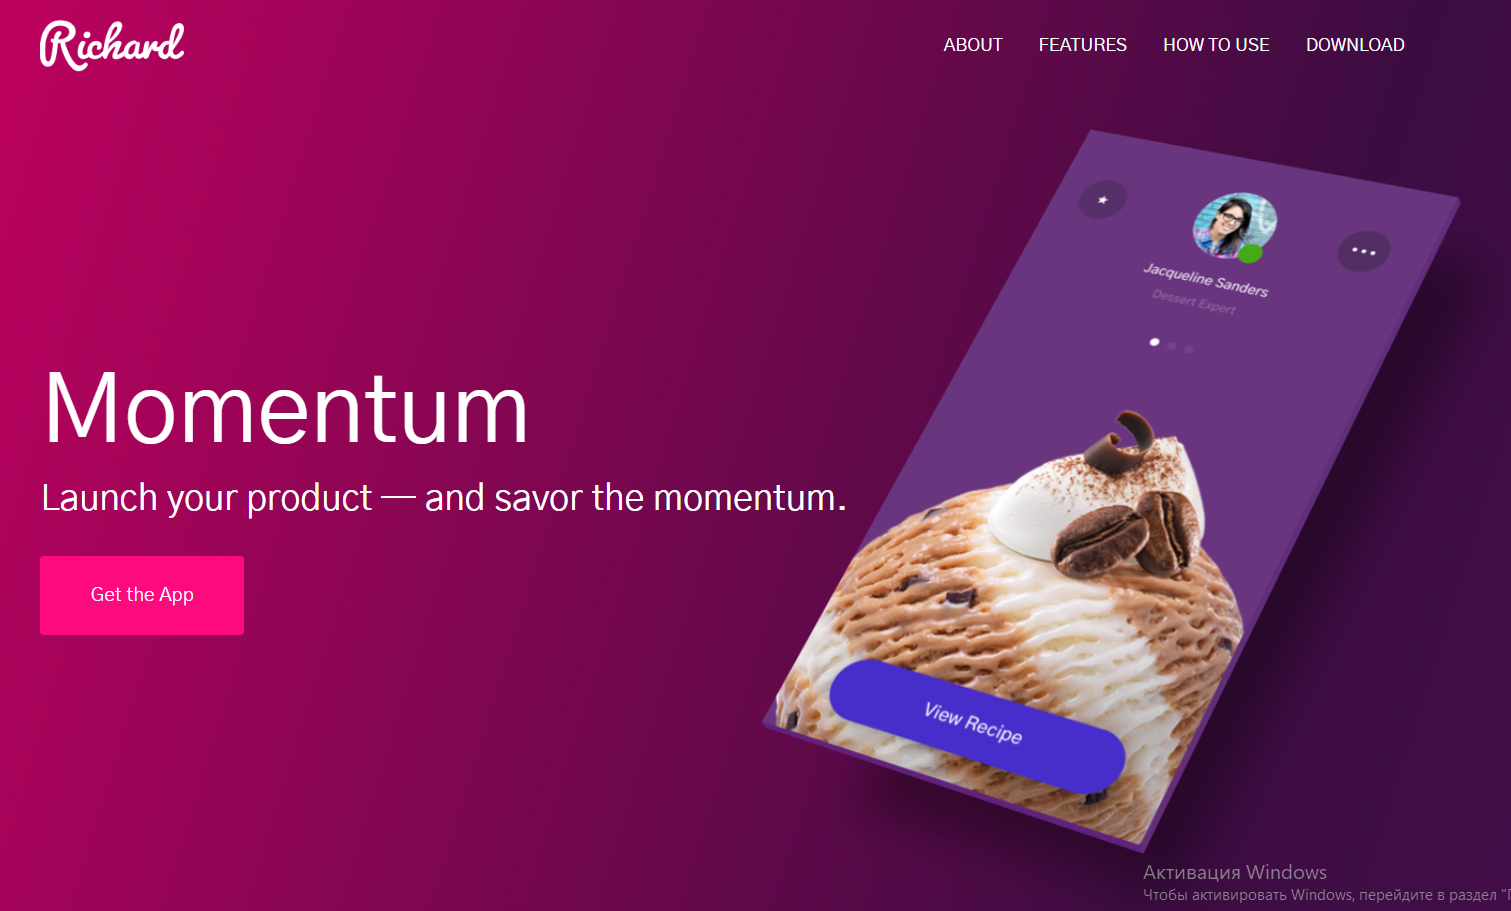 Richard
ABOUT FEATURES HOW TO USE DOWNLOAD
Jacqueline Sanders
Dessert Expert
Momentum
Launch your product — and savor the momentum.
Get the App
View Recipe
Активация Windows
Чтобы активировать Windows, перейдите в раздел "П